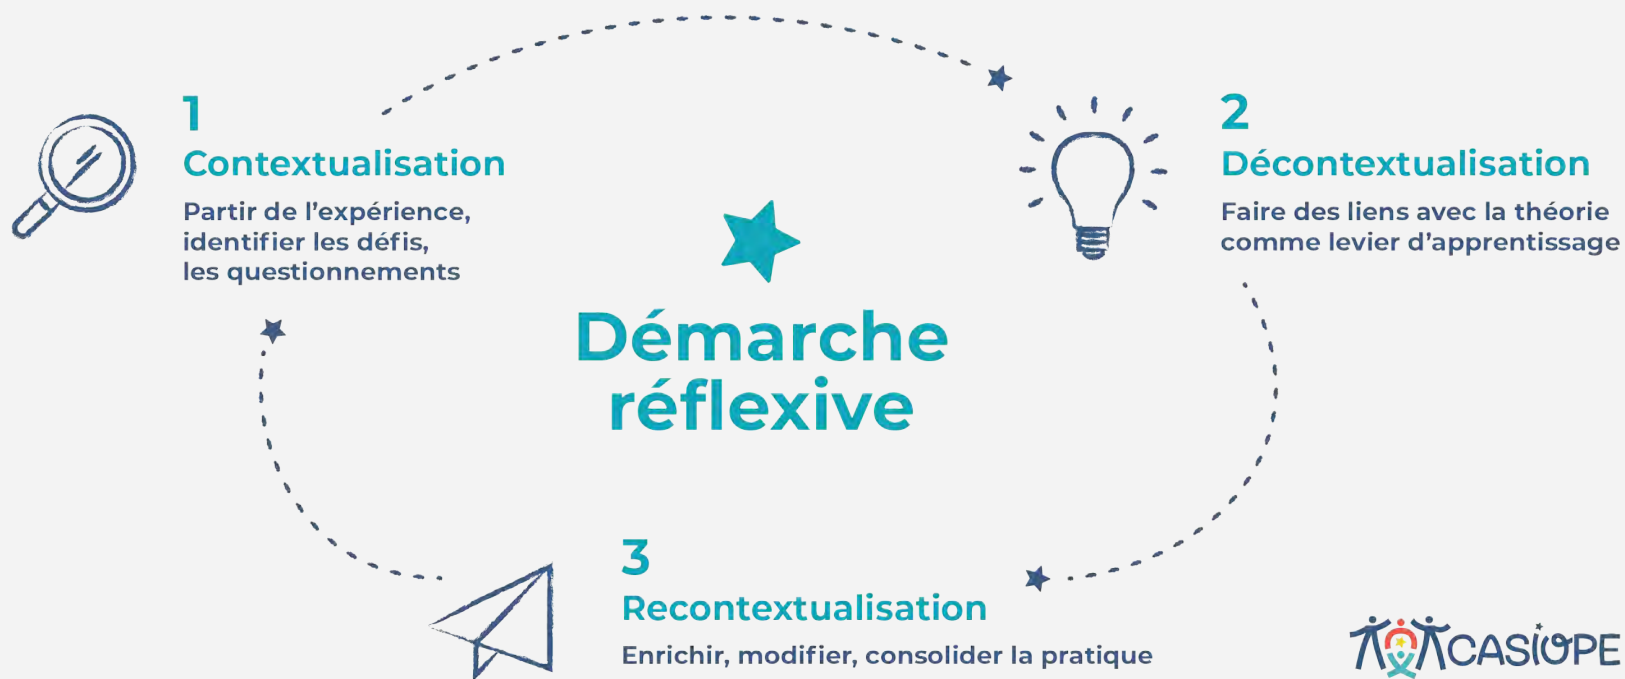 1
Contextualisation
Partir de l’expérience,
identifier les défis,
les questionnements
2
Décontextualisation
Faire des liens avec la théorie
comme levier d’apprentissage
Démarche
réflexive
3
Recontextualisation
Enrichir, modifier, consolider la pratique
CASIOPE